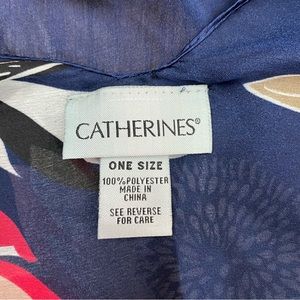 CATHERINES®
ONE SIZE
100%POLYESTER
MADE IN
CHINA
SEE REVERSE
FOR CARE